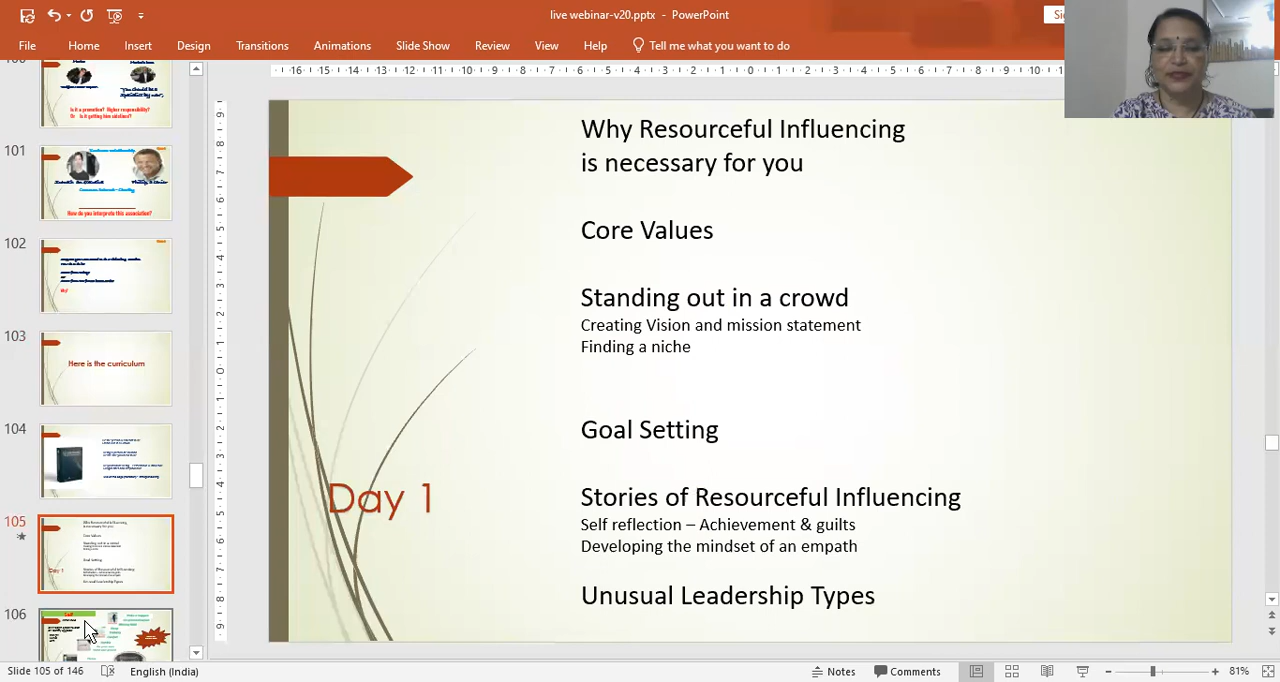 live webinar-v20.pptx - PowerPoint
File Home Insert Design Transitions Animations Slide Show Review View Help Tell me what you want to do
101
102
103
Here is the curriculum
104
105
106
Why Resourceful Influencing
is necessary for you
Core Values
Standing out in a crowd
Creating Vision and mission statement
Finding a niche
Goal Setting
Day 1
Stories of Resourceful Influencing
Self reflection – Achievement & guilts
Developing the mindset of an empath
Unusual Leadership Types
Slide 105 of 146 English (India) Notes Comments 81%